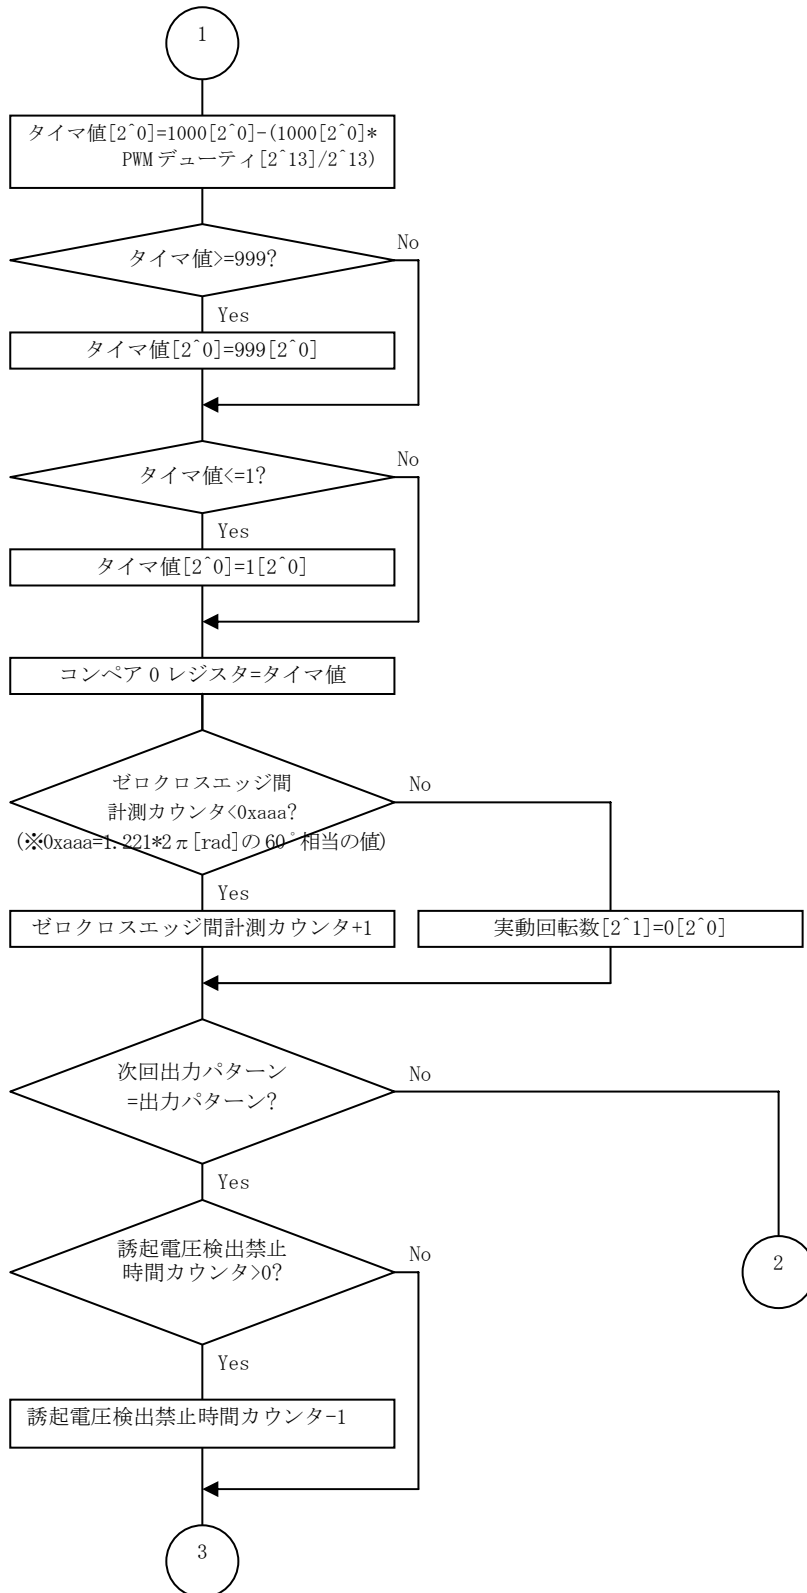 1
タイマ値[2^0]=1000[2^0]-(1000[2^0]*
PWMデューティ[2^13]/2^13)
タイマ値>=999?
No
Yes
タイマ値[2^0]=999[2^0]
タイマ値<=1?
No
Yes
タイマ値[2^0]=1[2^0]
コンペア0レジスタ=タイマ値
ゼロクロスエッジ間
計測カウンタ<0xaaa?
(※0xaaa=1.221*2π[rad]の60°相当の値)
No
Yes
ゼロクロスエッジ間計測カウンタ+1
実動回転数[2^1]=0[2^0]
次回出力パターン
=出力パターン?
No
Yes
誘起電圧検出禁止
時間カウンタ>0?
No
2
Yes
誘起電圧検出禁止時間カウンタ-1
3